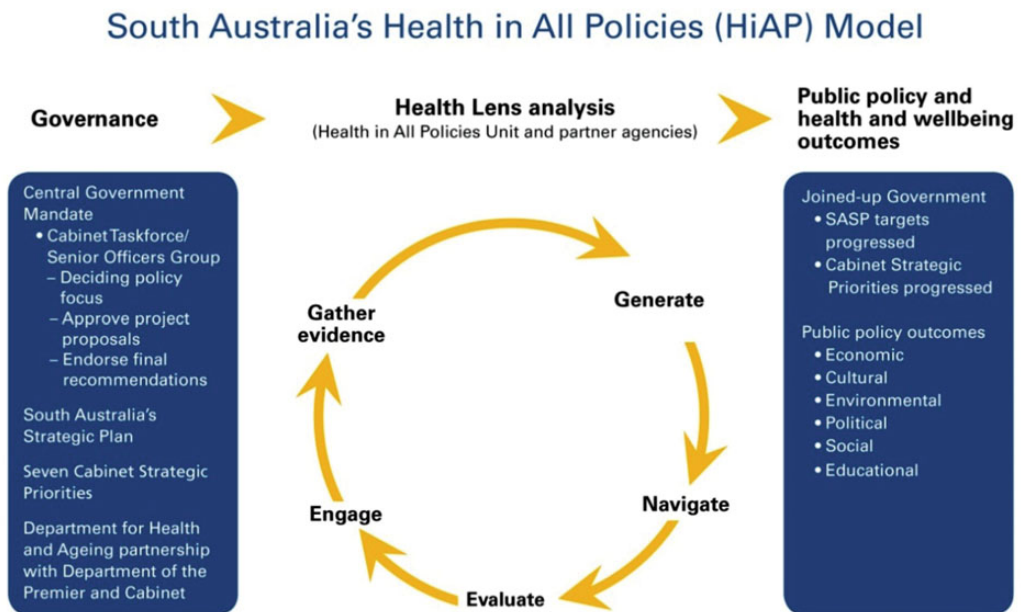 South Australia's Health in All Policies (HiAP) Model
Governance
Health Lens analysis
(Health in All Policies Unit and partner agencies)
Public policy and
health and wellbeing
outcomes
Central Government
Mandate
• Cabinet Taskforce/
Senior Officers Group
– Deciding policy
focus
– Approve project
proposals
– Endorse final
recommendations
South Australia's
Strategic Plan
Seven Cabinet Strategic
Priorities
Department for Health
and Ageing partnership
with Department of the
Premier and Cabinet
Gather
evidence
Generate
Navigate
Evaluate
Engage
Joined-up Government
• SASP targets
progressed
• Cabinet Strategic
Priorities progressed
Public policy outcomes
• Economic
• Cultural
• Environmental
• Political
• Social
• Educational